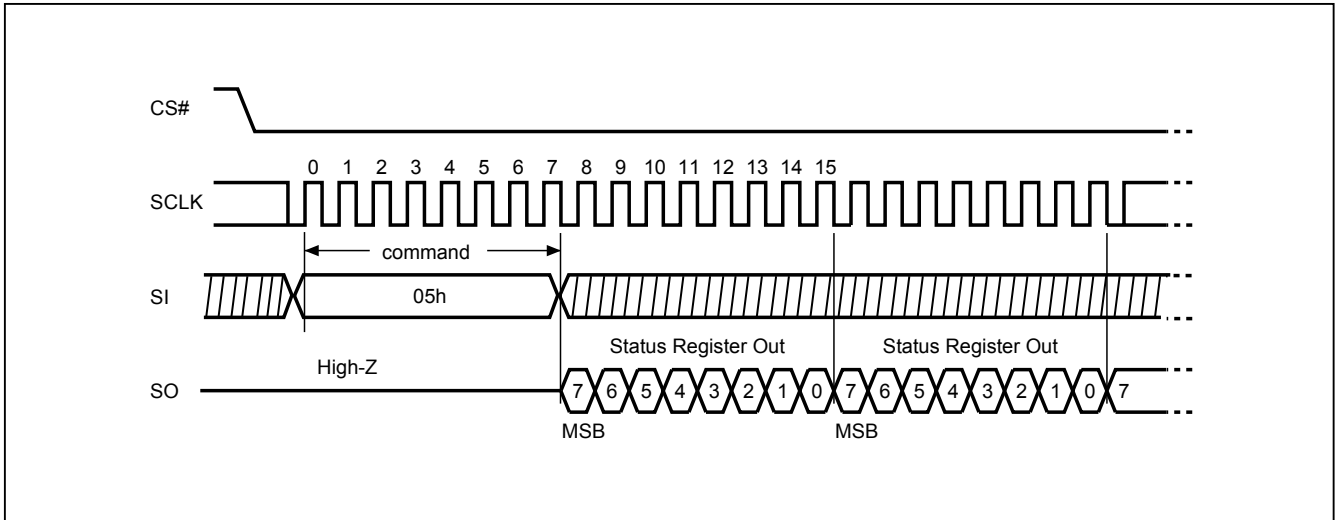 CS#
0 1 2 3 4 5 6 7 8 9 10 11 12 13 14 15
SCLK
command
SI
05h
Status Register Out Status Register Out
High-Z
SO
7 6 5 4 3 2 1 0 7 6 5 4 3 2 1 0 7
MSB MSB